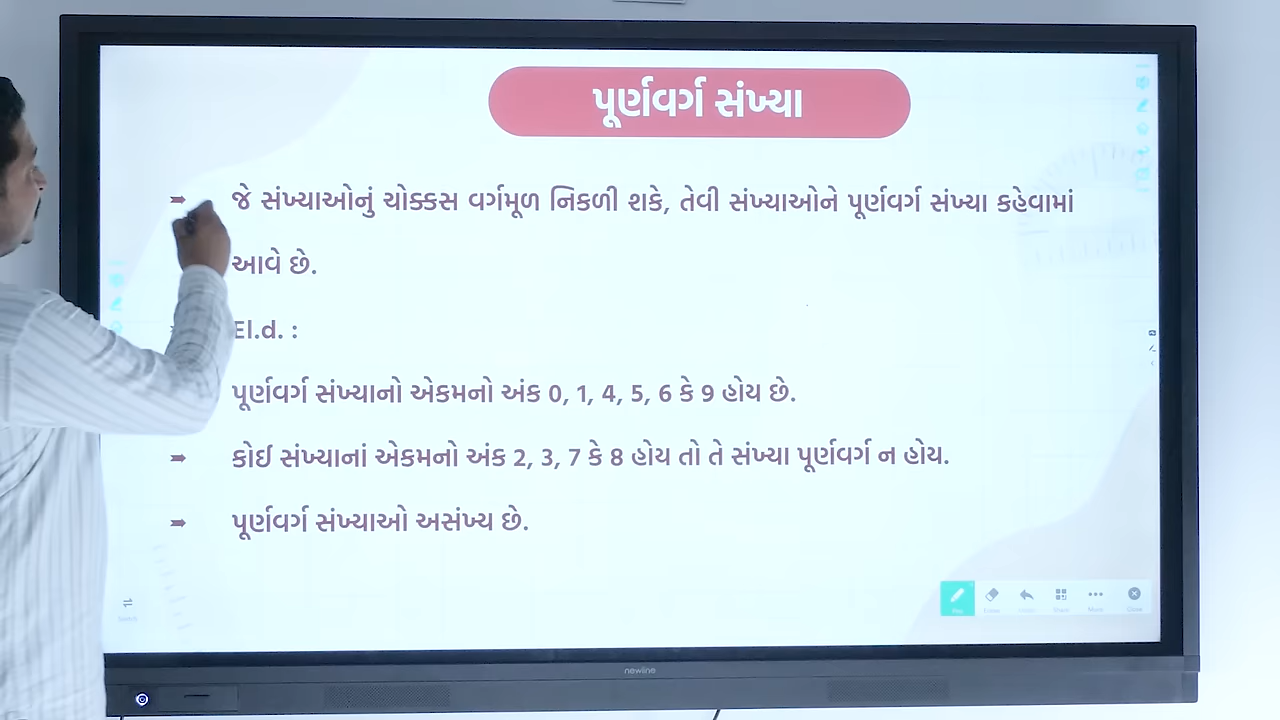 પૂર્ણવર્ગ સંખ્યા
➡ જે સંખ્યાઓનું ચોક્કસ વર્ગમૂળ નિકળી શકે, તેવી સંખ્યાઓને પૂર્ણવર્ગ સંખ્યા કહેવામાં
આવે છે.
El.d. :
પૂર્ણવર્ગ સંખ્યાનો એકમનો અંક 0, 1, 4, 5, 6 કે 9 હોય છે.
➡ કોઈ સંખ્યાનાં એકમનો અંક 2, 3, 7 કે 8 હોય તો તે સંખ્યા પૂર્ણવર્ગ ન હોય.
➡ પૂર્ણવર્ગ સંખ્યાઓ અસંખ્ય છે.
newline